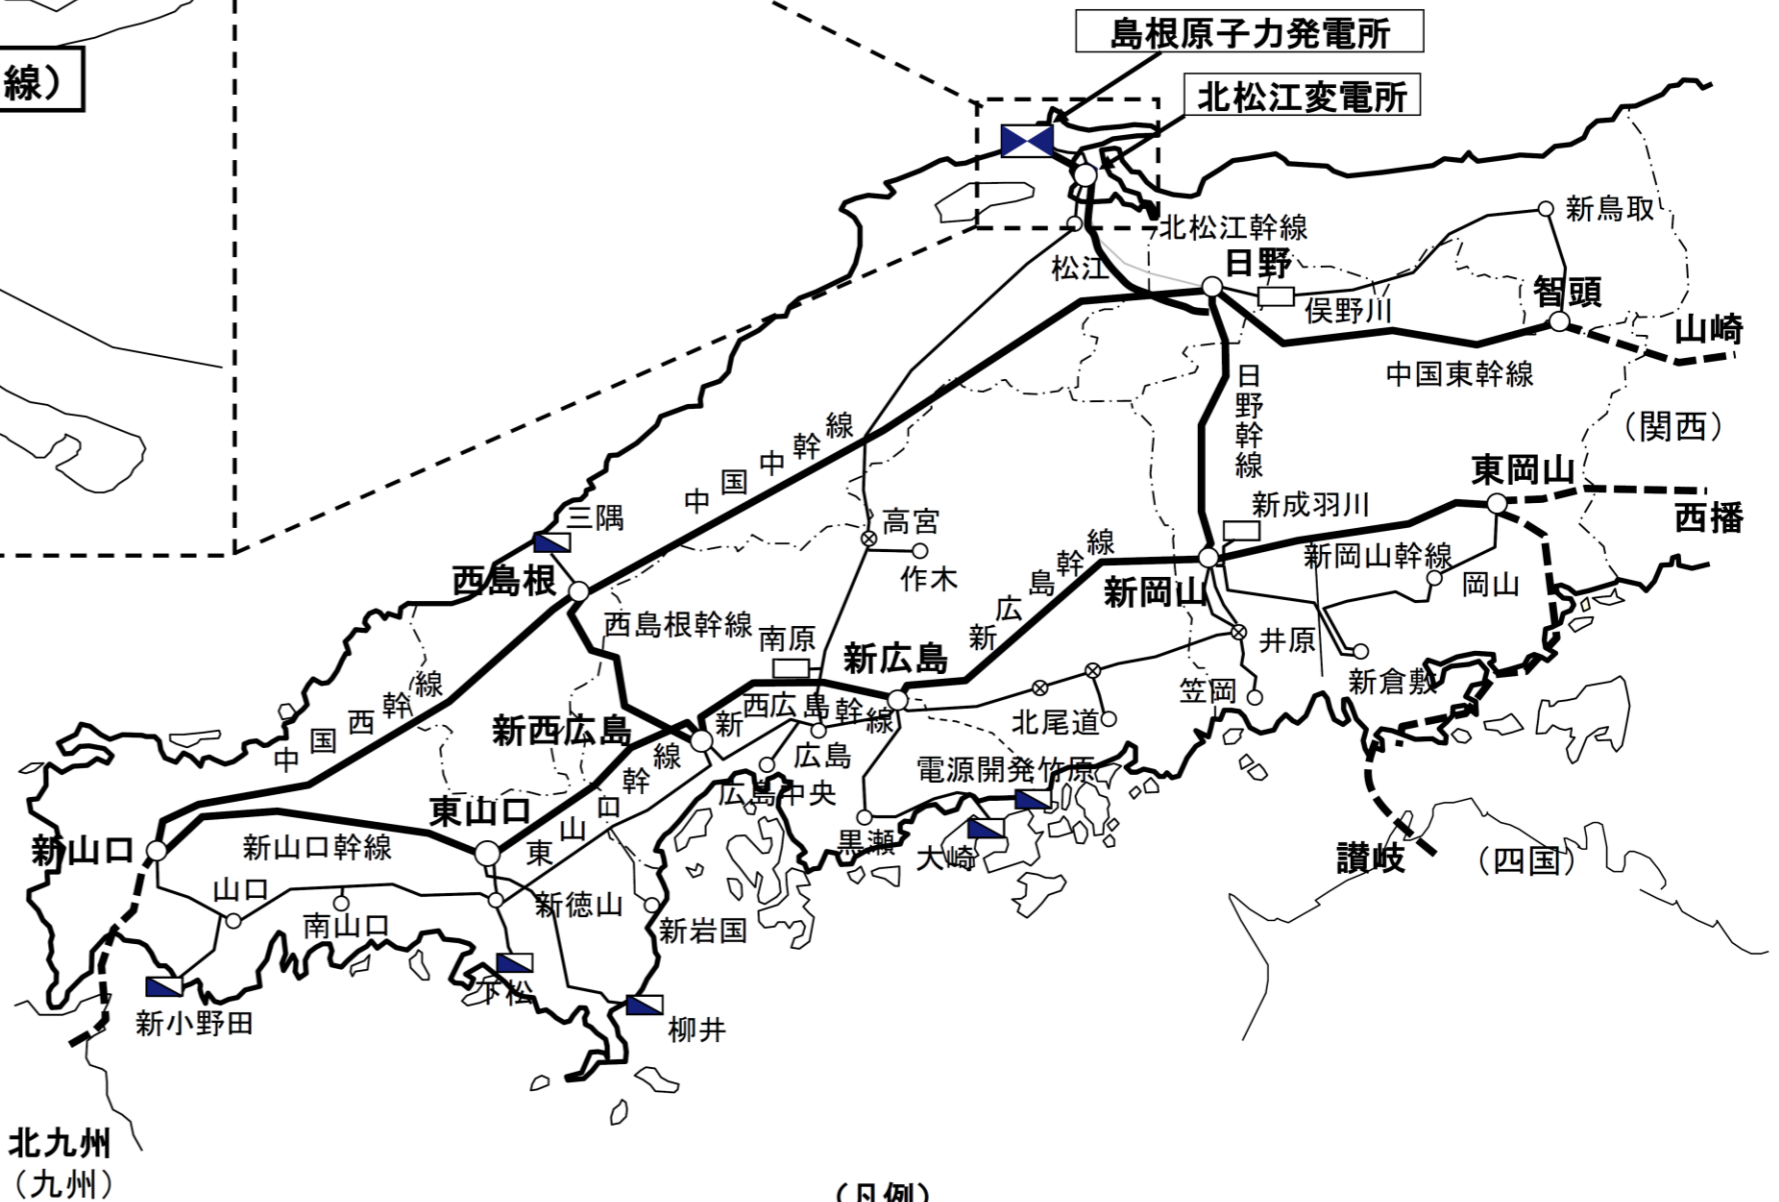 島根原子力発電所
線）
北松江変電所
新鳥取
北松江幹線
日野
松江
智頭
俣野川
山崎
中国東幹線
日野幹線
（関西）
中国中幹線
東岡山
新成羽川
西播
三隅
高宮
新岡山幹線
西島根
作木
新岡山
岡山
新広島幹線
西島根幹線
南原
井原
新広島
新倉敷
笠岡
中国西幹線
新西広島幹線
北尾道
新西広島
広島
電源開発竹原
広島中央
東山口
東山口幹線
黒瀬
大崎
讃岐
（四国）
新山口
新山口幹線
山口
新徳山
南山口
新岩国
下松
新小野田
柳井
北九州
（九州）
（凡例）